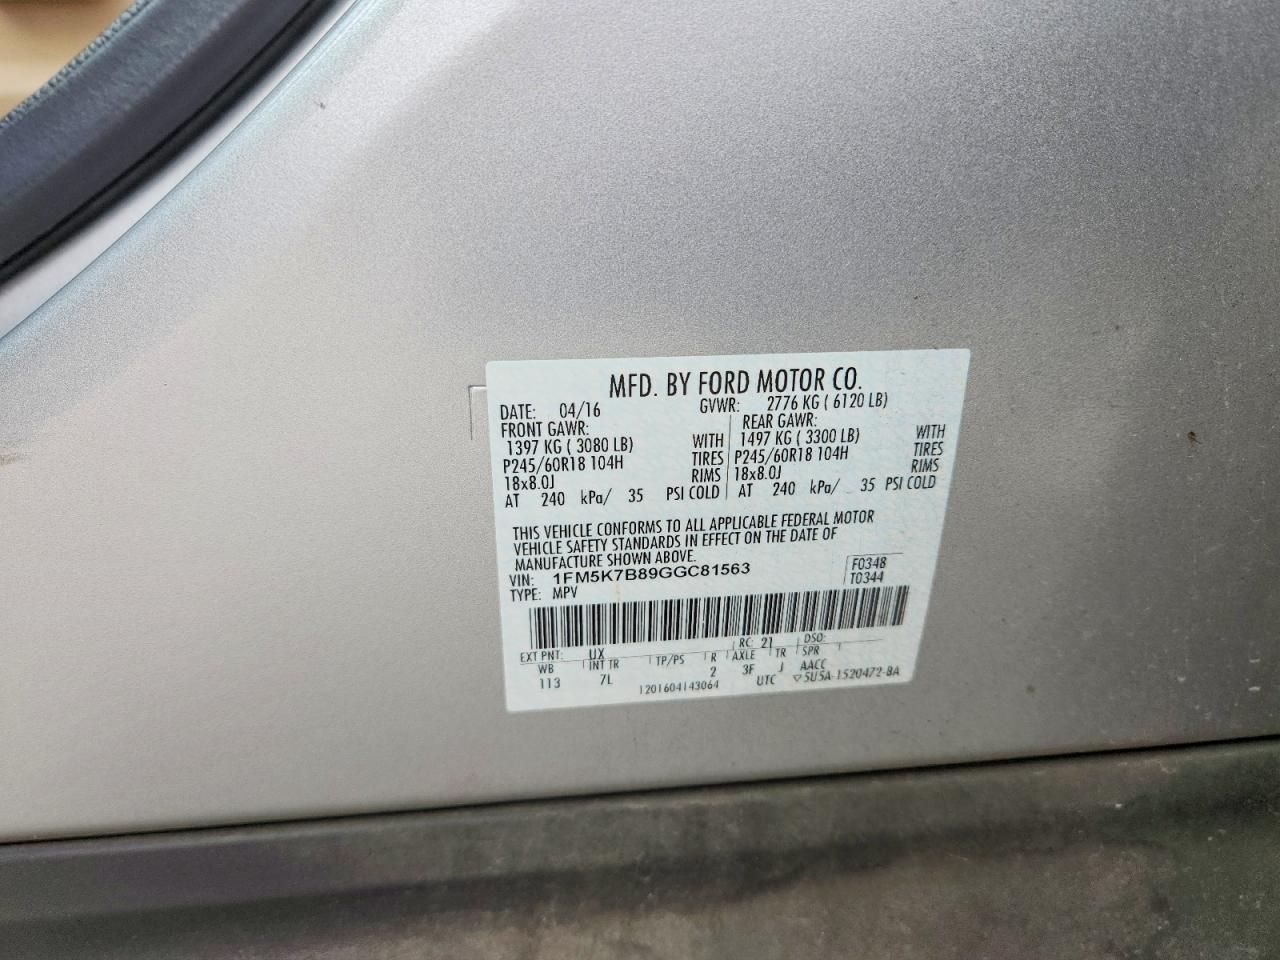 MFD. BY FORD MOTOR CO.
DATE: 04/16 GVWR: 2776 KG ( 6120 LB)
FRONT GAWR: REAR GAWR:
1397 KG ( 3080 LB) WITH 1497 KG ( 3300 LB) WITH
P245/60R18 104H TIRES P245/60R18 104H TIRES
18x8.0J RIMS 18x8.0J RIMS
AT 240 kPa/ 35 PSI COLD AT 240 kPa/ 35 PSI COLD
THIS VEHICLE CONFORMS TO ALL APPLICABLE FEDERAL MOTOR
VEHICLE SAFETY STANDARDS IN EFFECT ON THE DATE OF
MANUFACTURE SHOWN ABOVE.
VIN: 1FM5K7B89GGC81563 F0348
TYPE: MPV T0344
EXT PNT: UX RC: 21 DSO:
WB INT TR TP/PS R AXLE TR SPR
113 7L 2 3F J AACC
1201604143064 UTC ▽5U5A-1520472-BA